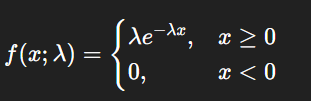 f(x; λ) = { λe^{-λx}, x ≥ 0
0, x < 0